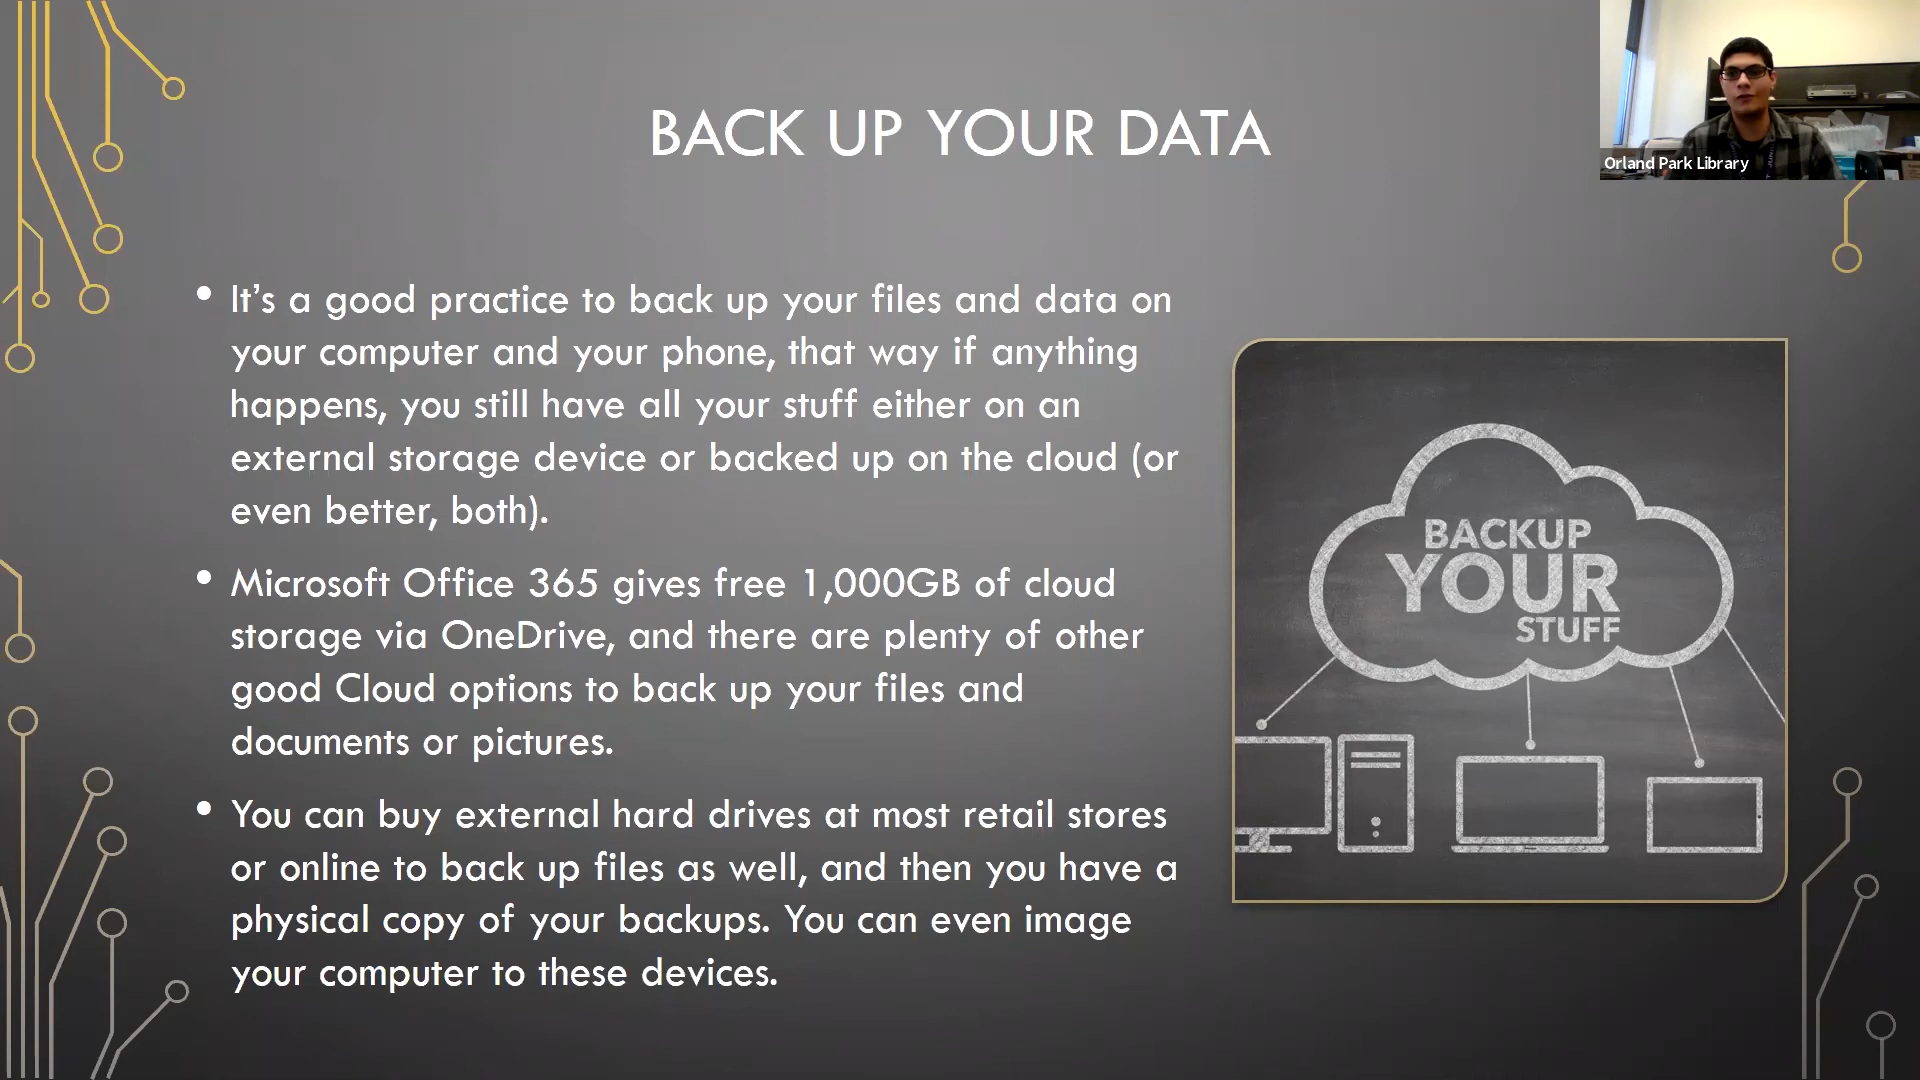 BACK UP YOUR DATA
Orland Park Library
• It’s a good practice to back up your files and data on
your computer and your phone, that way if anything
happens, you still have all your stuff either on an
external storage device or backed up on the cloud (or
even better, both).
• Microsoft Office 365 gives free 1,000GB of cloud
storage via OneDrive, and there are plenty of other
good Cloud options to back up your files and
documents or pictures.
• You can buy external hard drives at most retail stores
or online to back up files as well, and then you have a
physical copy of your backups. You can even image
your computer to these devices.
BACKUP
YOUR
STUFF